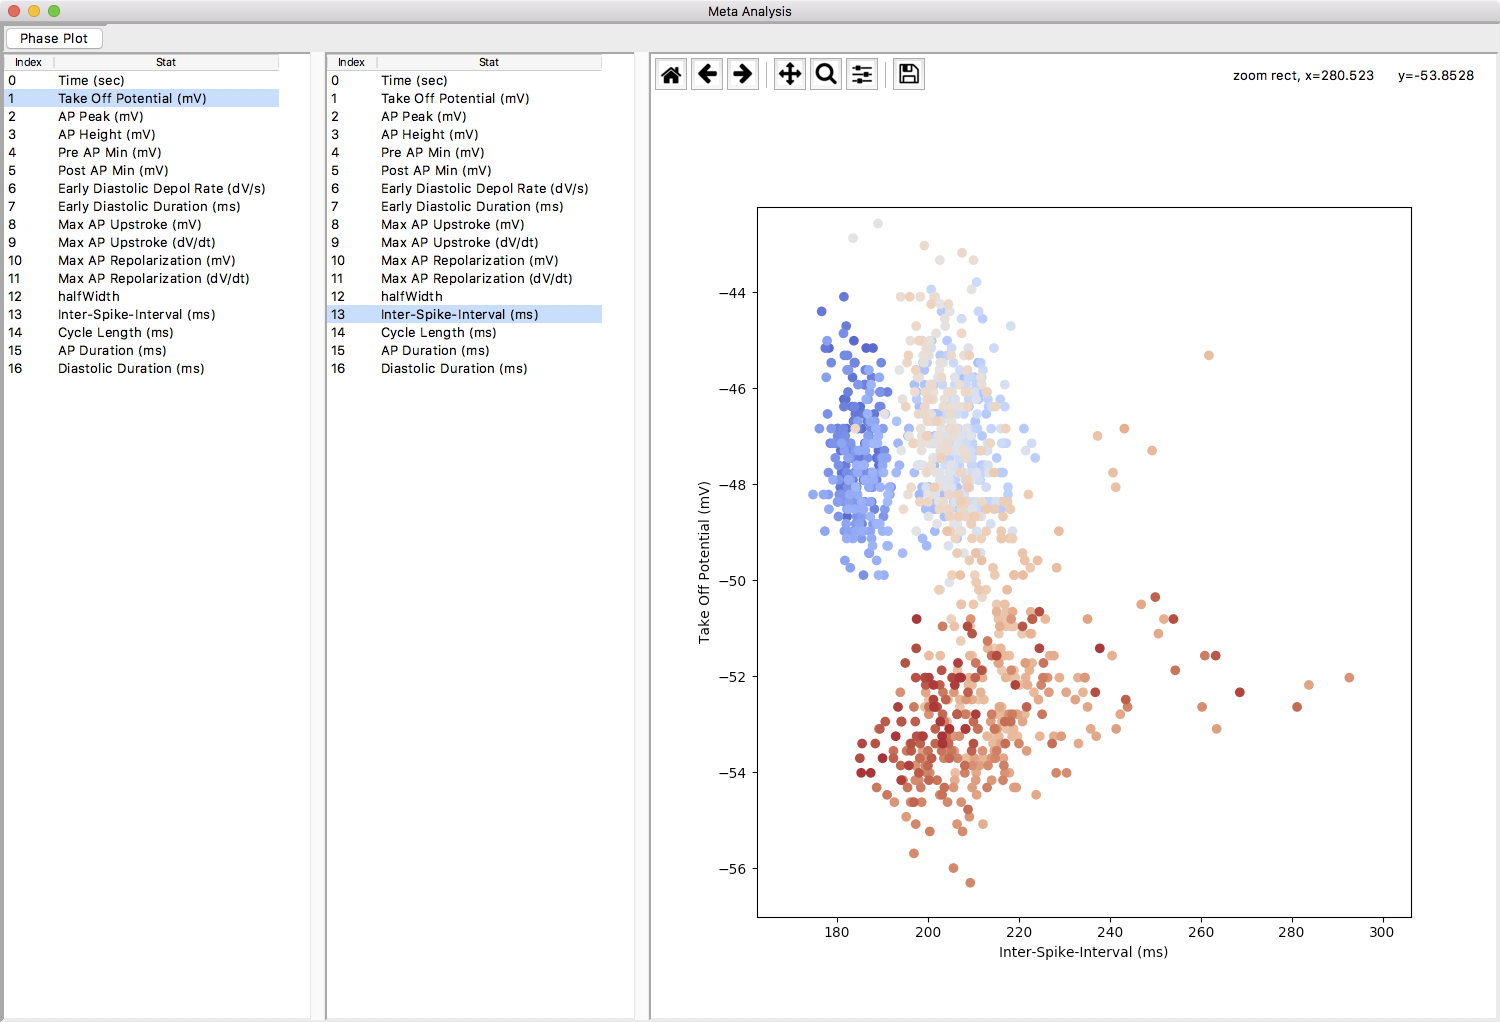 Meta Analysis
Phase Plot
Index Stat
0 Time (sec)
1 Take Off Potential (mV)
2 AP Peak (mV)
3 AP Height (mV)
4 Pre AP Min (mV)
5 Post AP Min (mV)
6 Early Diastolic Depol Rate (dV/s)
7 Early Diastolic Duration (ms)
8 Max AP Upstroke (mV)
9 Max AP Upstroke (dV/dt)
10 Max AP Repolarization (mV)
11 Max AP Repolarization (dV/dt)
12 halfWidth
13 Inter-Spike-Interval (ms)
14 Cycle Length (ms)
15 AP Duration (ms)
16 Diastolic Duration (ms)
Index Stat
0 Time (sec)
1 Take Off Potential (mV)
2 AP Peak (mV)
3 AP Height (mV)
4 Pre AP Min (mV)
5 Post AP Min (mV)
6 Early Diastolic Depol Rate (dV/s)
7 Early Diastolic Duration (ms)
8 Max AP Upstroke (mV)
9 Max AP Upstroke (dV/dt)
10 Max AP Repolarization (mV)
11 Max AP Repolarization (dV/dt)
12 halfWidth
13 Inter-Spike-Interval (ms)
14 Cycle Length (ms)
15 AP Duration (ms)
16 Diastolic Duration (ms)
zoom rect, x=280.523 y=-53.8528
Take Off Potential (mV)
−44
−46
−48
−50
−52
−54
−56
180 200 220 240 260 280 300
Inter-Spike-Interval (ms)